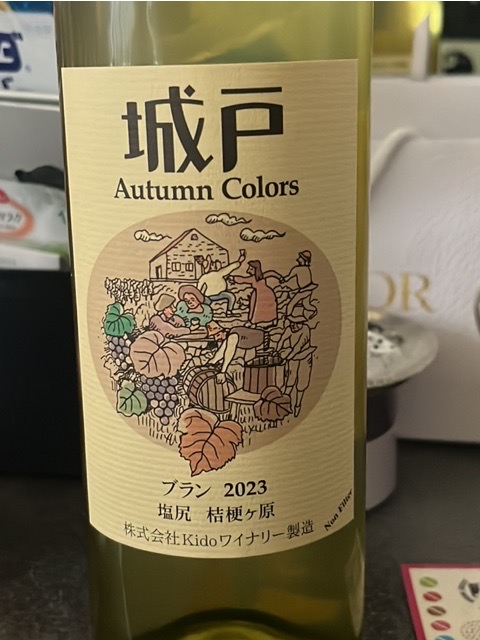 城戸
Autumn Colors
ブラン 2023
塩尻 桔梗ヶ原
株式会社Kidoワイナリー製造
Non Filter
OR